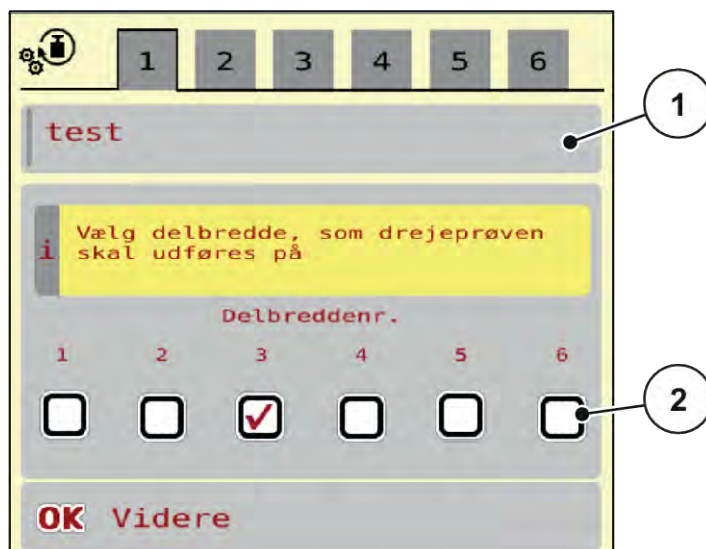 1 2 3 4 5 6
test
1
i Vælg delbredde, som drejeprøven
skal udføres på
Delbreddenr.
1 2 3 4 5 6
2
OK Videre